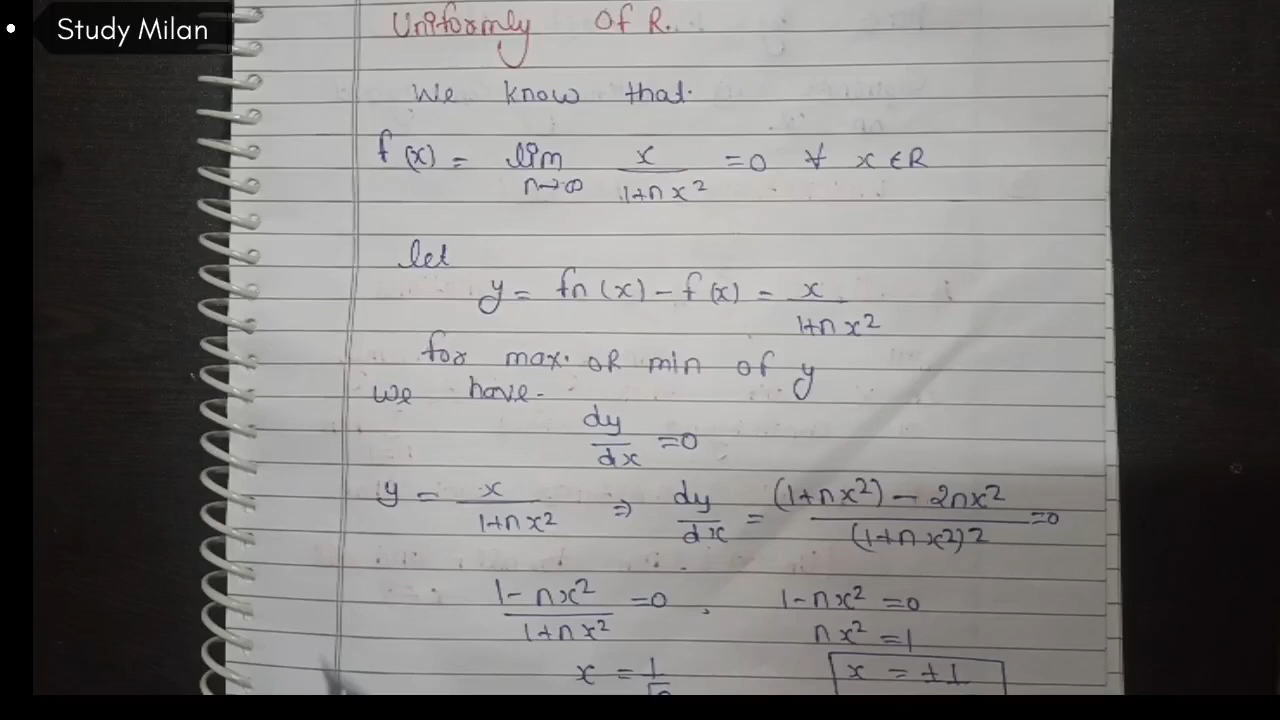 Study Milan
Uniformly Of R.
We know that.
f(x) = lim n→∞ x/1+nx² = 0 ∀ x ∈ R
let
y = fn(x) - f(x) = x/1+nx²
for max. OR min of y
we have.
dy/dx = 0
y = x/1+nx² ⇒ dy/dx = (1+nx²) - 2nx²/(1+nx²)² = 0
1-nx²/1+nx² = 0, 1-nx² = 0
nx² = 1
x = 1/√ x = ±1